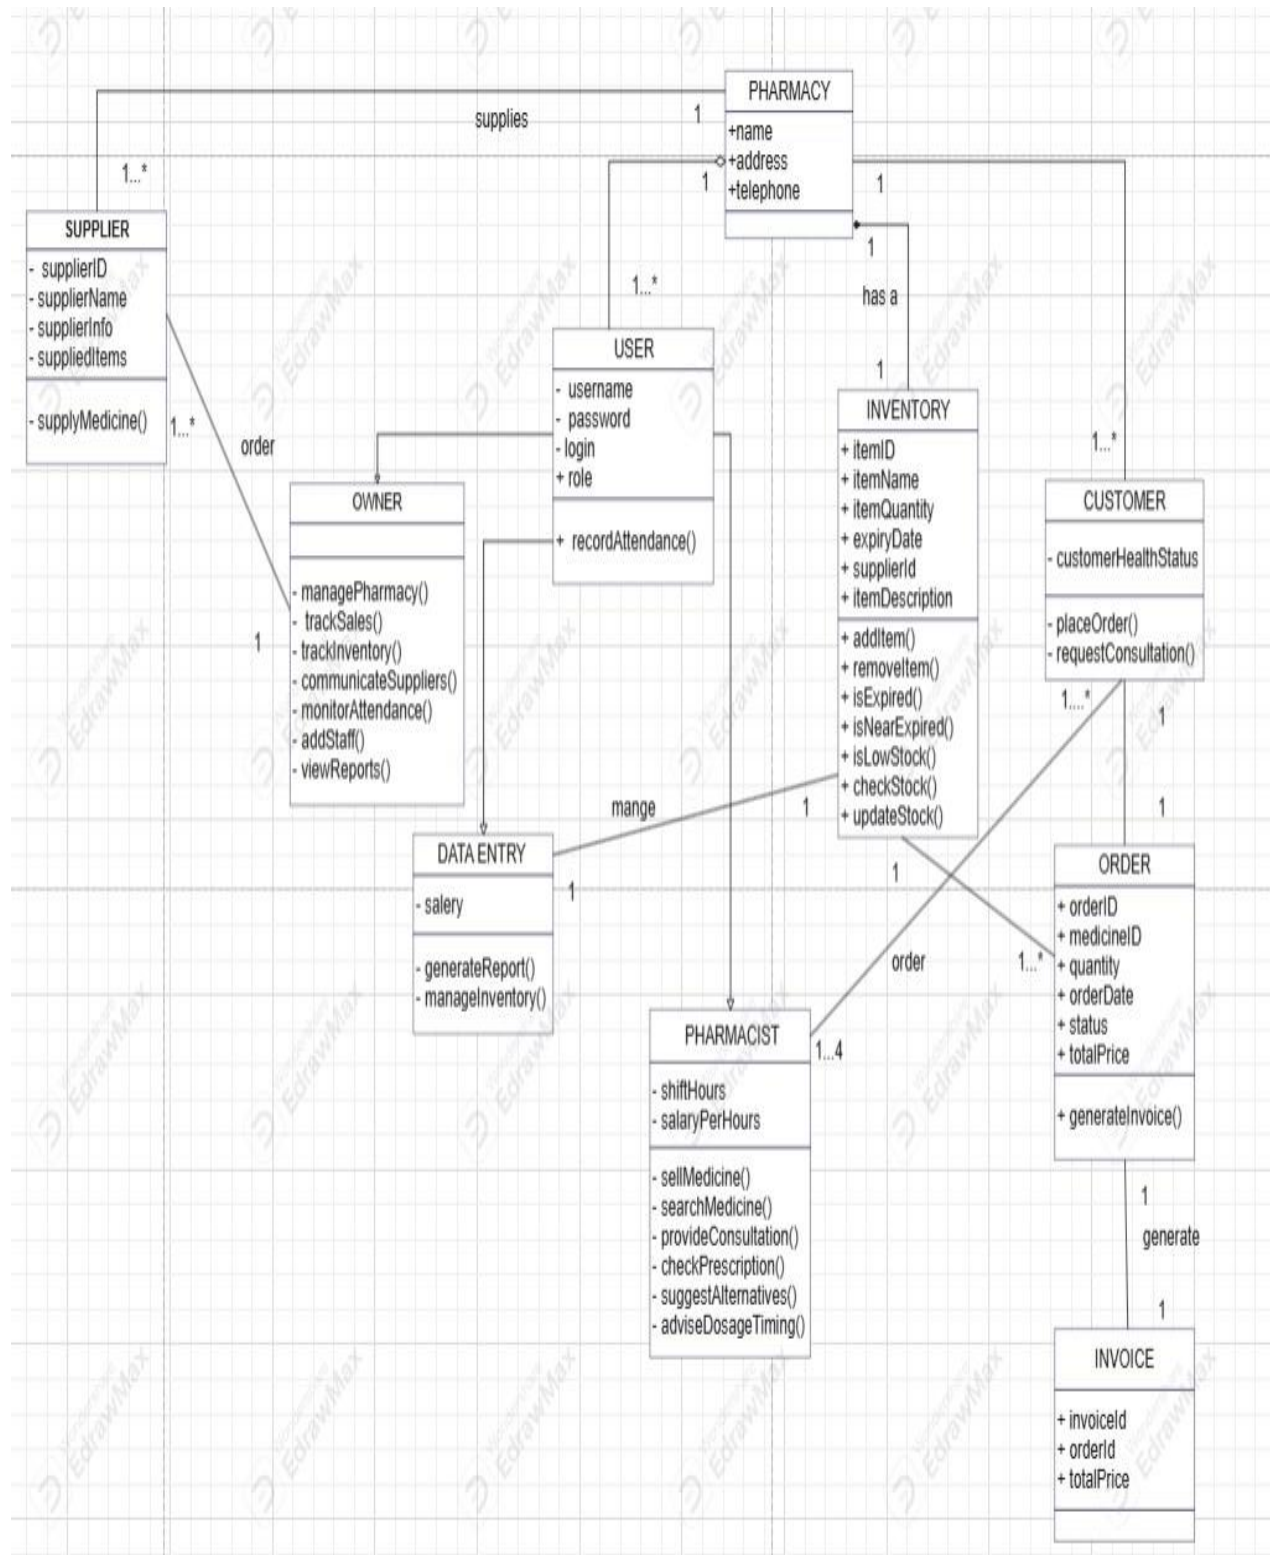 PHARMACY
+name
+address
+telephone
supplies
1
1...*
1
1
1
has a
1...*
1
1...*
SUPPLIER
- supplierID
- supplierName
- supplierInfo
- suppliedItems
- supplyMedicine()
1...*
order
1
USER
- username
- password
- login
+ role
+ recordAttendance()
INVENTORY
+ itemID
+ itemName
+ itemQuantity
+ expiryDate
+ supplierId
+ itemDescription
+ addItem()
+ removeItem()
+ isExpired()
+ isNearExpired()
+ isLowStock()
+ checkStock()
+ updateStock()
CUSTOMER
- customerHealthStatus
- placeOrder()
- requestConsultation()
1....*
1
1
OWNER
- managePharmacy()
- trackSales()
- trackInventory()
- communicateSuppliers()
- monitorAttendance()
- addStaff()
- viewReports()
mange
1
1
DATA ENTRY
- salery
- generateReport()
- manageInventory()
1
order
1...*
1...4
ORDER
+ orderID
+ medicineID
+ quantity
+ orderDate
+ status
+ totalPrice
+ generateInvoice()
PHARMACIST
- shiftHours
- salaryPerHours
- sellMedicine()
- searchMedicine()
- provideConsultation()
- checkPrescription()
- suggestAlternatives()
- adviseDosageTiming()
1
generate
1
INVOICE
+ invoiceId
+ orderId
+ totalPrice
Wondershare
EdrawMax